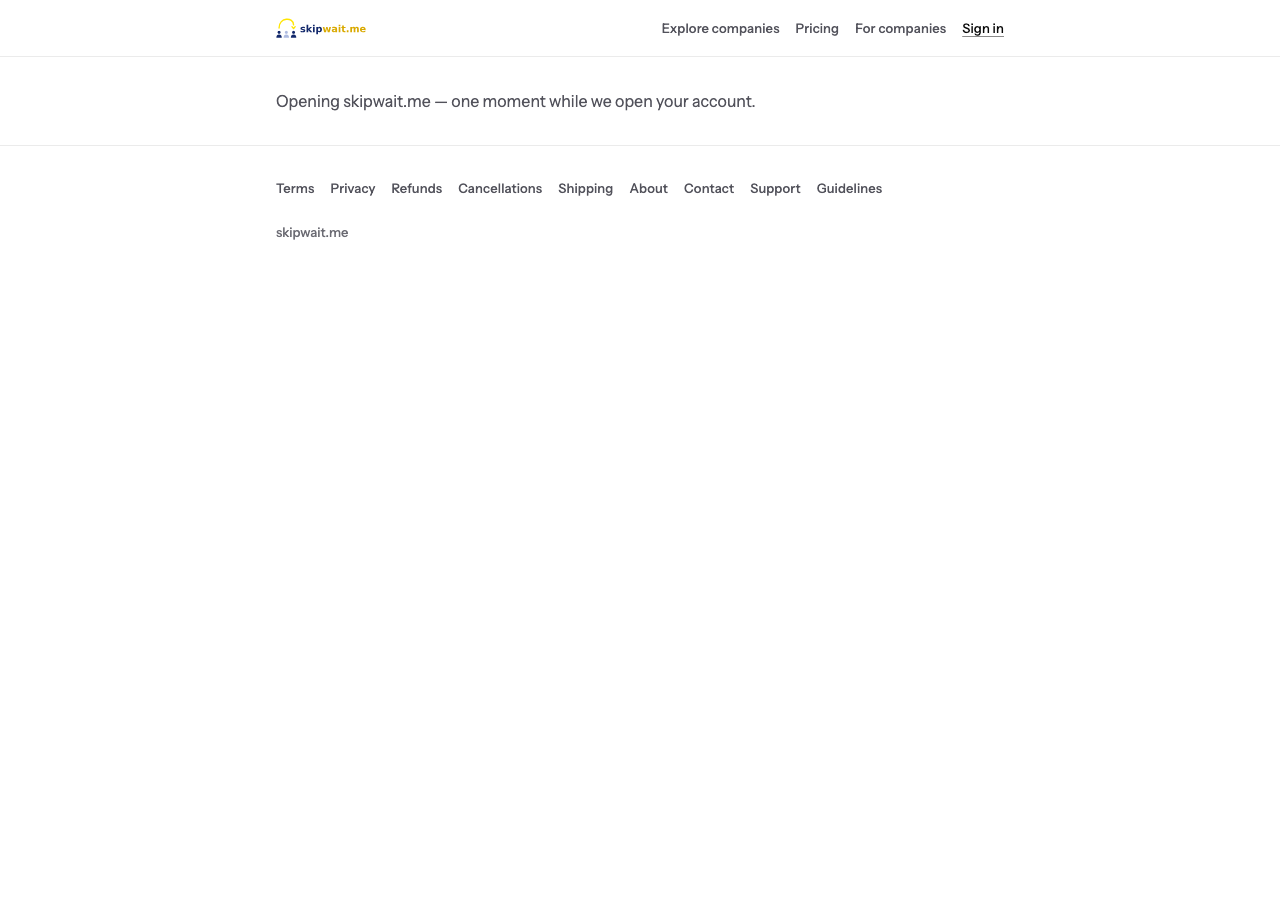 skipwait.me
Explore companies Pricing For companies Sign in
Opening skipwait.me — one moment while we open your account.
Terms Privacy Refunds Cancellations Shipping About Contact Support Guidelines
skipwait.me